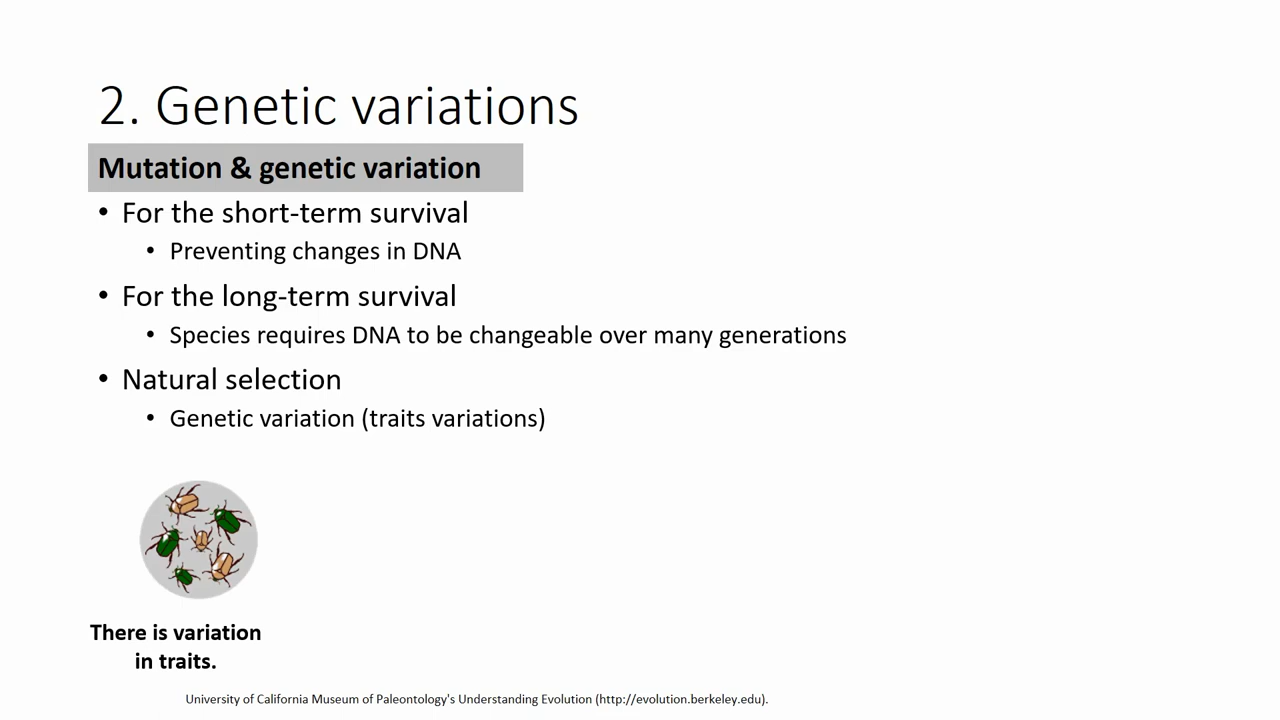 2. Genetic variations
Mutation & genetic variation
• For the short-term survival
• Preventing changes in DNA
• For the long-term survival
• Species requires DNA to be changeable over many generations
• Natural selection
• Genetic variation (traits variations)
There is variation
in traits.
University of California Museum of Paleontology's Understanding Evolution (http://evolution.berkeley.edu).